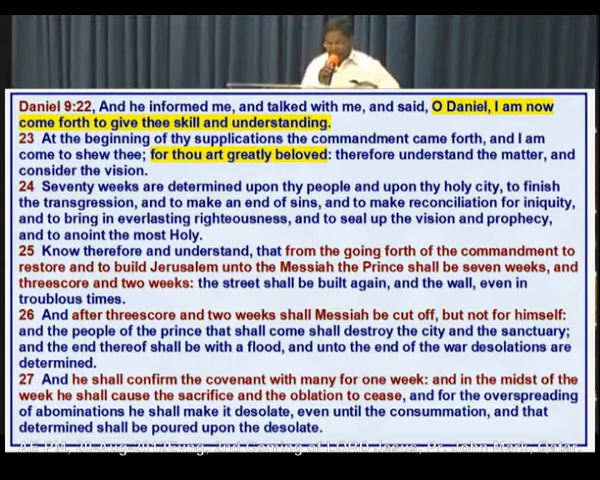 Daniel 9:22, And he informed me, and talked with me, and said, O Daniel, I am now
come forth to give thee skill and understanding.
23 At the beginning of thy supplications the commandment came forth, and I am
come to shew thee; for thou art greatly beloved: therefore understand the matter, and
consider the vision.
24 Seventy weeks are determined upon thy people and upon thy holy city, to finish
the transgression, and to make an end of sins, and to make reconciliation for iniquity,
and to bring in everlasting righteousness, and to seal up the vision and prophecy,
and to anoint the most Holy.
25 Know therefore and understand, that from the going forth of the commandment to
restore and to build Jerusalem unto the Messiah the Prince shall be seven weeks, and
threescore and two weeks: the street shall be built again, and the wall, even in
troublous times.
26 And after threescore and two weeks shall Messiah be cut off, but not for himself:
and the people of the prince that shall come shall destroy the city and the sanctuary;
and the end thereof shall be with a flood, and unto the end of the war desolations are
determined.
27 And he shall confirm the covenant with many for one week: and in the midst of the
week he shall cause the sacrifice and the oblation to cease, and for the overspreading
of abominations he shall make it desolate, even until the consummation, and that
determined shall be poured upon the desolate.
2nd Coming of LORD Jesus, Pr. John Mark, Qatar.